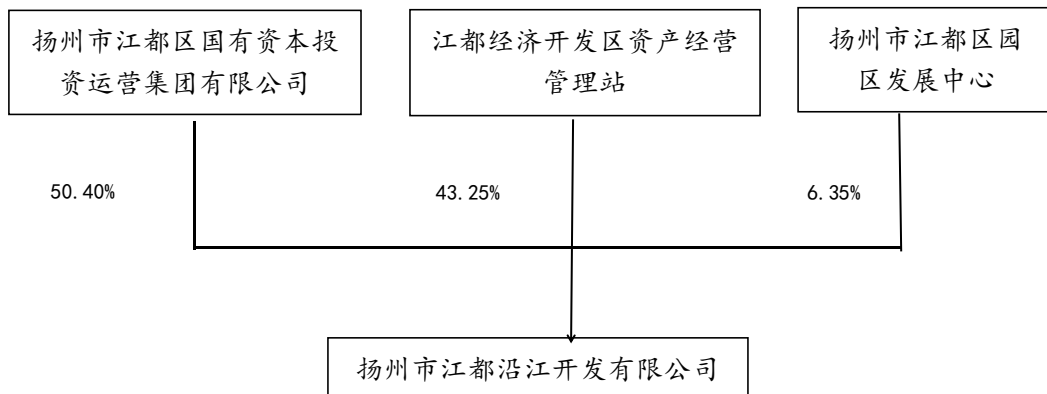 扬州市江都区国有资本投
资运营集团有限公司
江都经济开发区资产经营
管理站
扬州市江都区园
区发展中心
50.40%
43.25%
6.35%
扬州市江都沿江开发有限公司